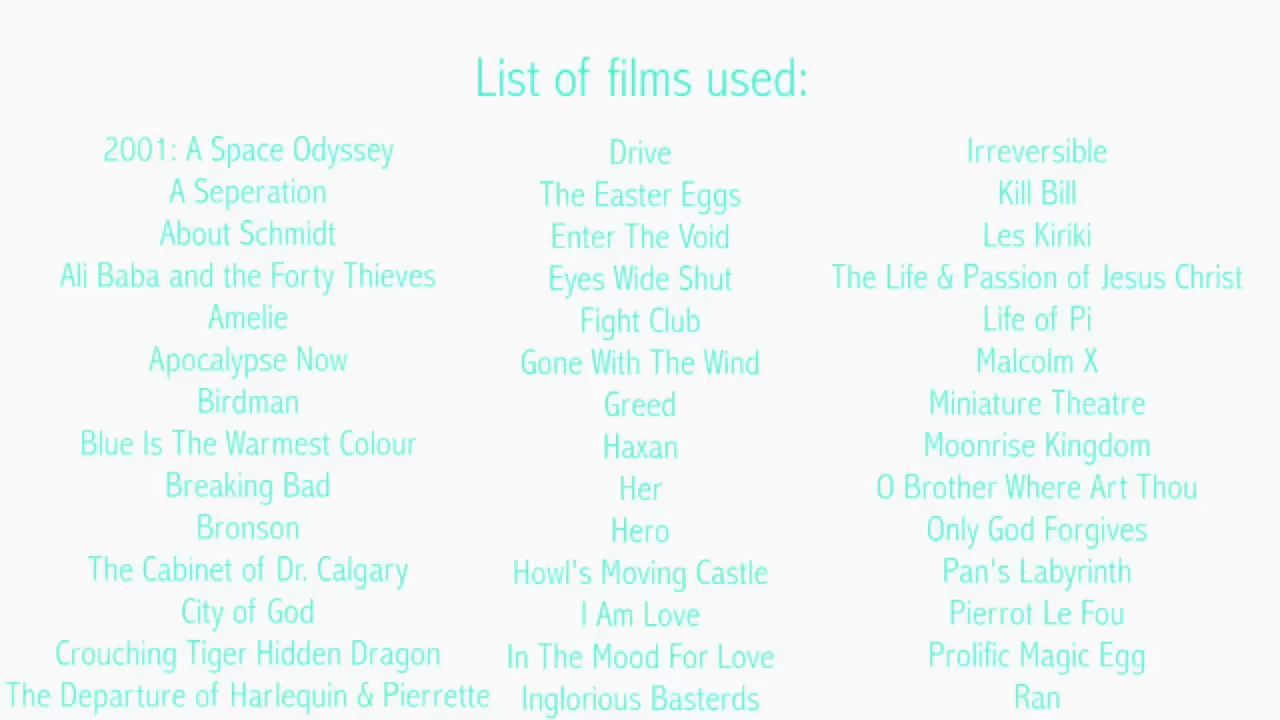 List of films used:
2001: A Space Odyssey
A Seperation
About Schmidt
Ali Baba and the Forty Thieves
Amelie
Apocalypse Now
Birdman
Blue Is The Warmest Colour
Breaking Bad
Bronson
The Cabinet of Dr. Calgary
City of God
Crouching Tiger Hidden Dragon
The Departure of Harlequin & Pierrette
Drive
The Easter Eggs
Enter The Void
Eyes Wide Shut
Fight Club
Gone With The Wind
Greed
Haxan
Her
Hero
Howl's Moving Castle
I Am Love
In The Mood For Love
Inglorious Basterds
Irreversible
Kill Bill
Les Kiriki
The Life & Passion of Jesus Christ
Life of Pi
Malcolm X
Miniature Theatre
Moonrise Kingdom
O Brother Where Art Thou
Only God Forgives
Pan's Labyrinth
Pierrot Le Fou
Prolific Magic Egg
Ran